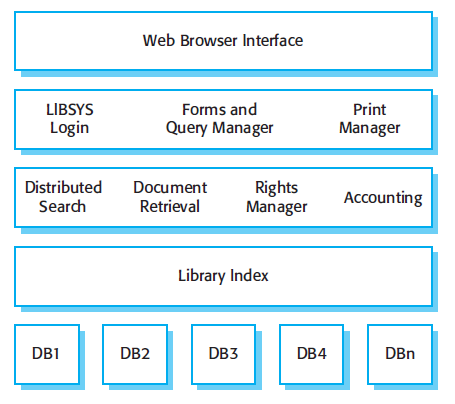 Web Browser Interface
LIBSYS
Login
Forms and
Query Manager
Print
Manager
Distributed
Search
Document
Retrieval
Rights
Manager
Accounting
Library Index
DB1
DB2
DB3
DB4
DBn